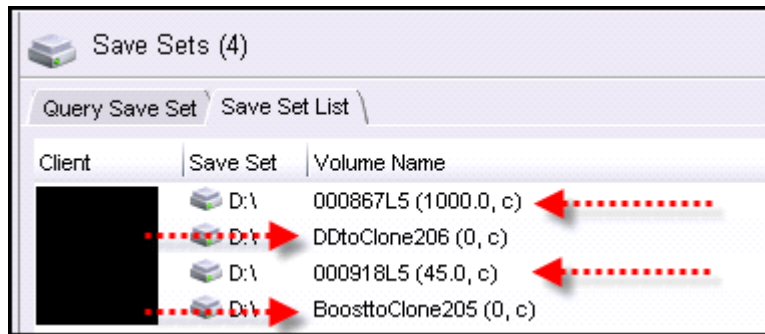 Save Sets (4)
Query Save Set Save Set List
Client Save Set Volume Name
D:\ 000867L5 (1000.0, c)
D:\ DDtoClone206 (0, c)
D:\ 000918L5 (45.0, c)
D:\ BoosttoClone205 (0, c)